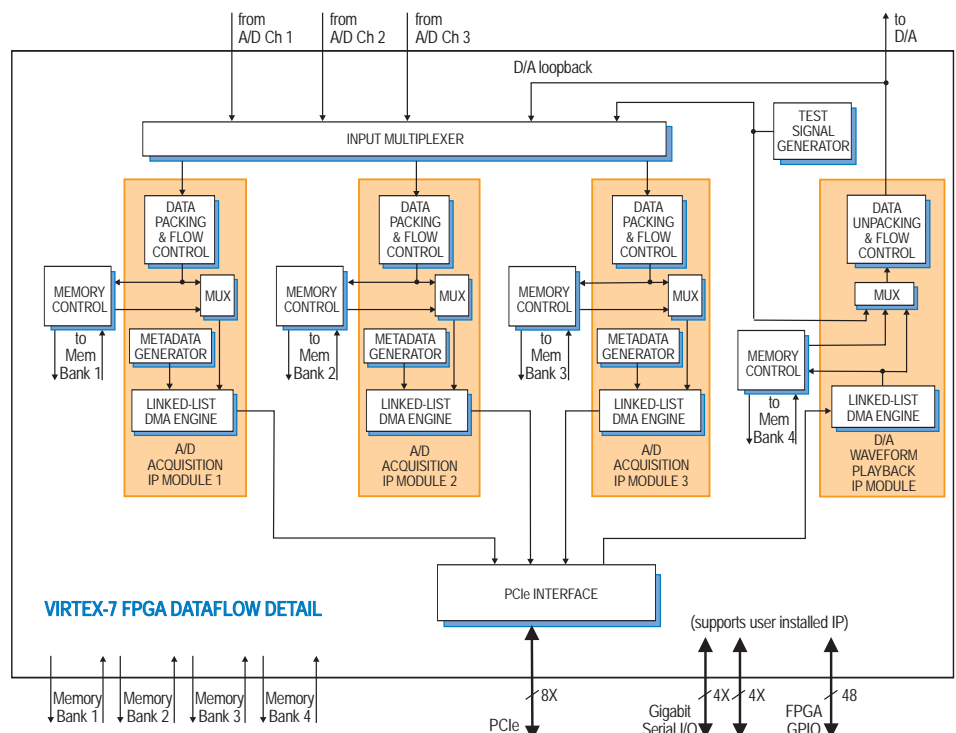 from
A/D Ch 1
from
A/D Ch 2
from
A/D Ch 3
to
D/A
D/A loopback
INPUT MULTIPLEXER
TEST
SIGNAL
GENERATOR
DATA
PACKING
& FLOW
CONTROL
MEMORY
CONTROL
MUX
to
Mem
Bank 1
METADATA
GENERATOR
LINKED-LIST
DMA ENGINE
A/D
ACQUISITION
IP MODULE 1
DATA
PACKING
& FLOW
CONTROL
MEMORY
CONTROL
MUX
to
Mem
Bank 2
METADATA
GENERATOR
LINKED-LIST
DMA ENGINE
A/D
ACQUISITION
IP MODULE 2
DATA
PACKING
& FLOW
CONTROL
MEMORY
CONTROL
MUX
to
Mem
Bank 3
METADATA
GENERATOR
LINKED-LIST
DMA ENGINE
A/D
ACQUISITION
IP MODULE 3
DATA
UNPACKING
& FLOW
CONTROL
MUX
MEMORY
CONTROL
to
Mem
Bank 4
LINKED-LIST
DMA ENGINE
D/A
WAVEFORM
PLAYBACK
IP MODULE
PCIe INTERFACE
VIRTEX-7 FPGA DATAFLOW DETAIL
(supports user installed IP)
Memory
Bank 1
Memory
Bank 2
Memory
Bank 3
Memory
Bank 4
8X
PCIe
4X
4X
Gigabit
Serial I/O
48
FPGA
GPIO